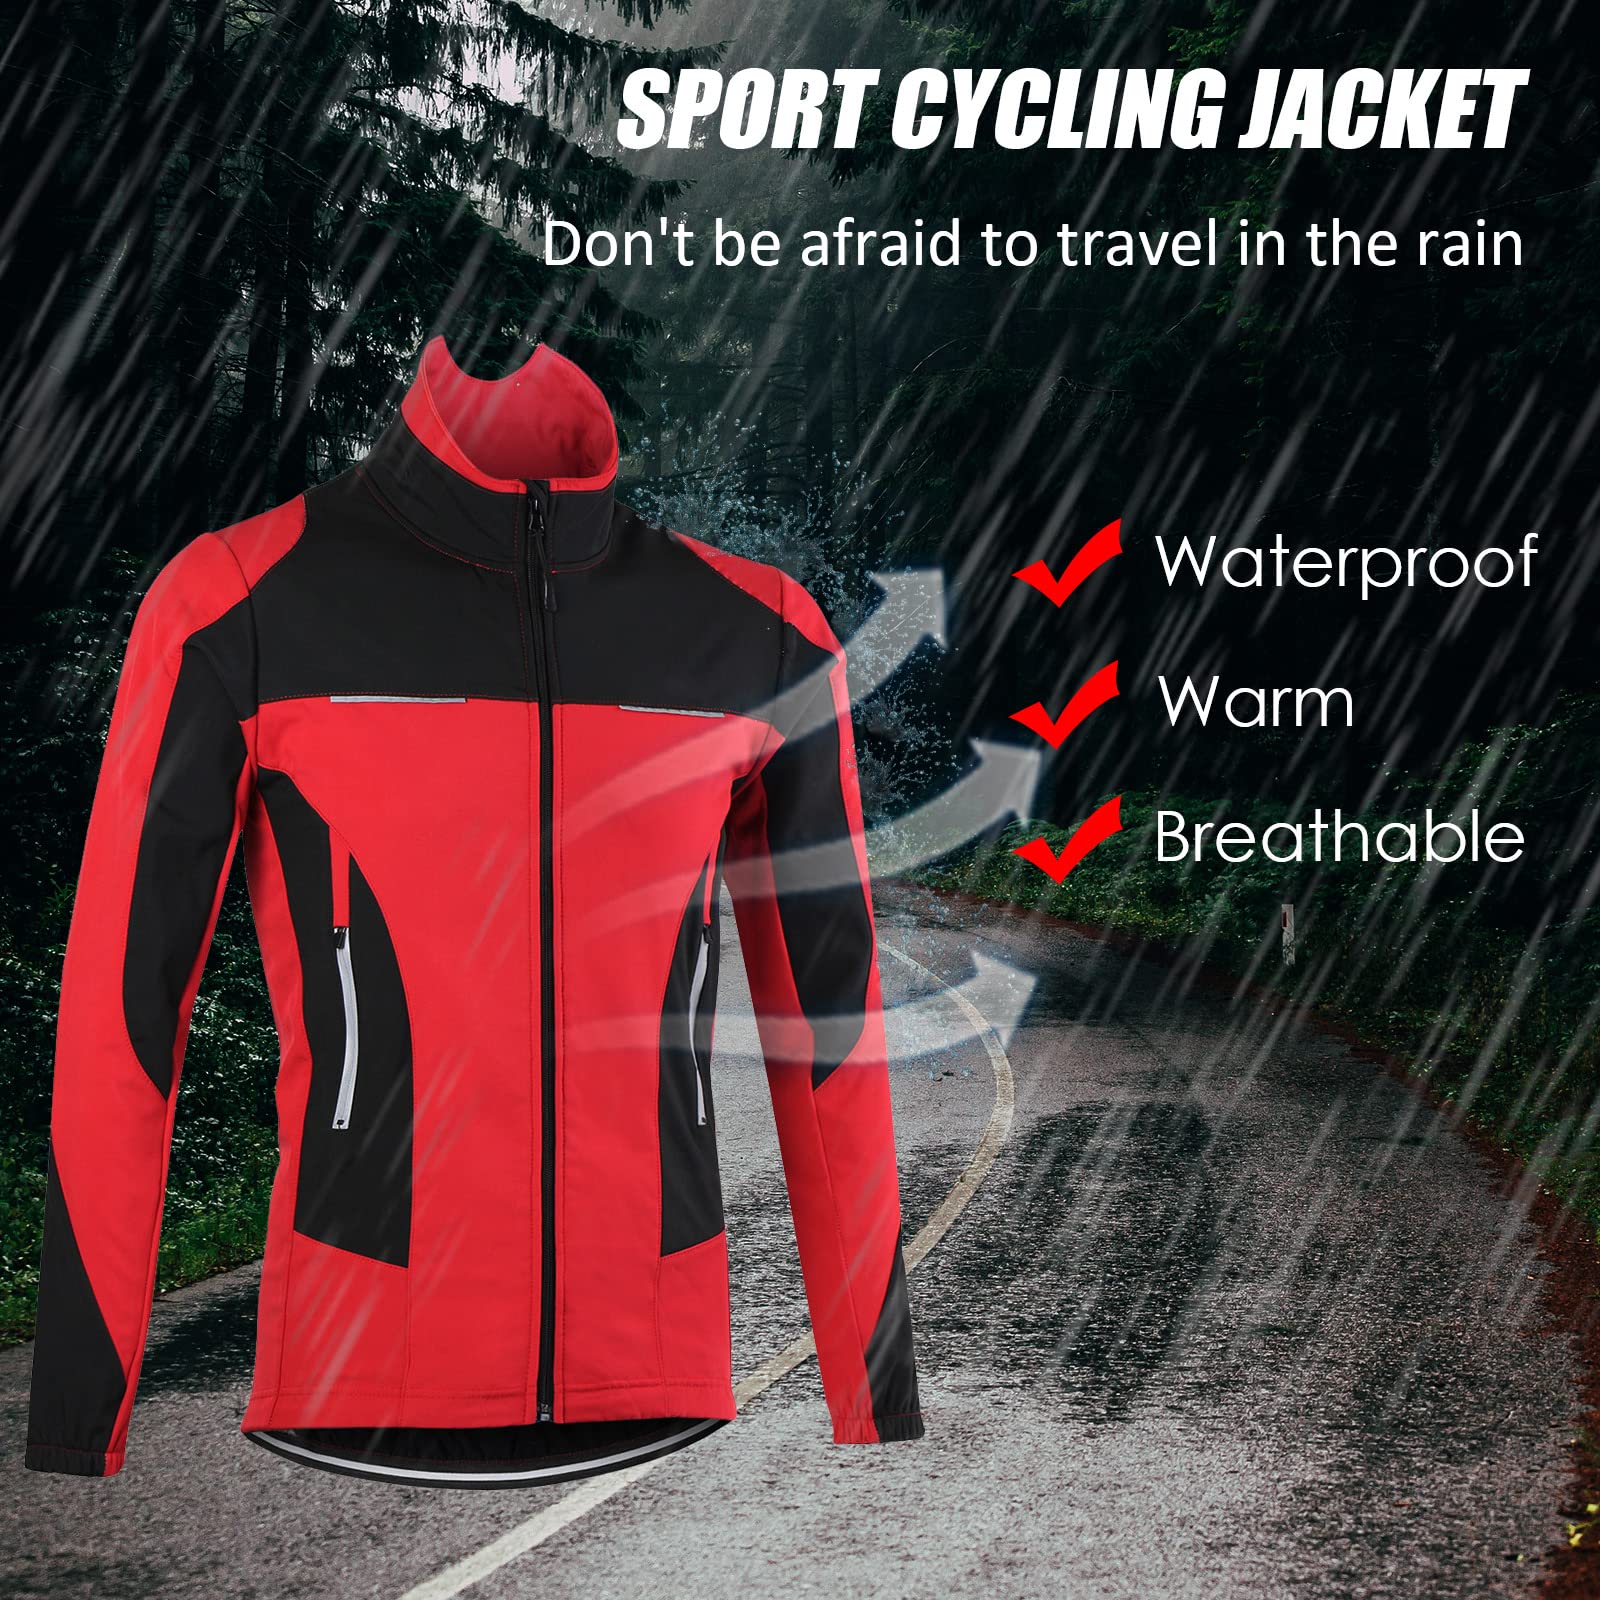 SPORT CYCLING JACKET
Don't be afraid to travel in the rain
Waterproof
Warm
Breathable